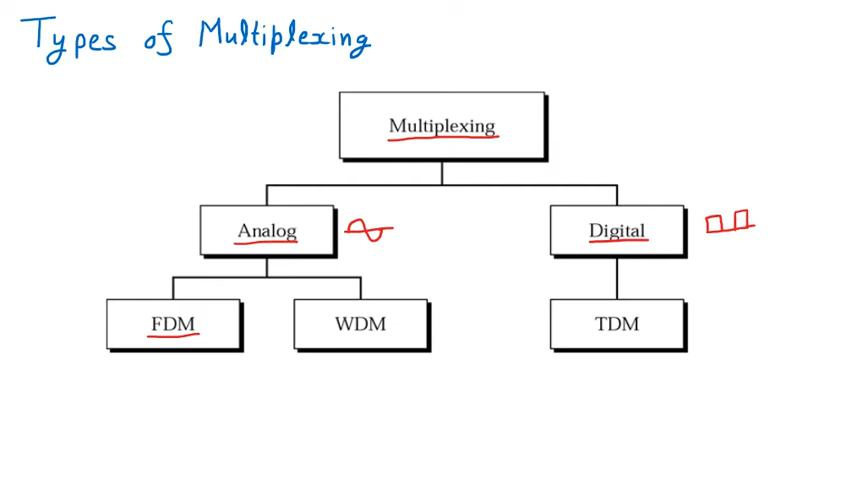 Types of Multiplexing
Multiplexing
Analog
Digital
FDM
WDM
TDM